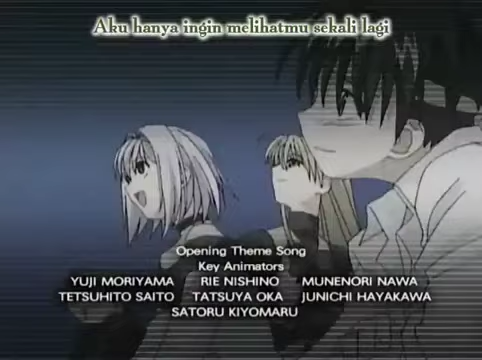 Aku hanya ingin melihatmu sekali lagi
Opening Theme Song
Key Animators
YUJI MORIYAMA RIE NISHINO MUNENORI NAWA
TETSUHITO SAITO TATSUYA OKA JUNICHI HAYAKAWA
SATORU KIYOMARU